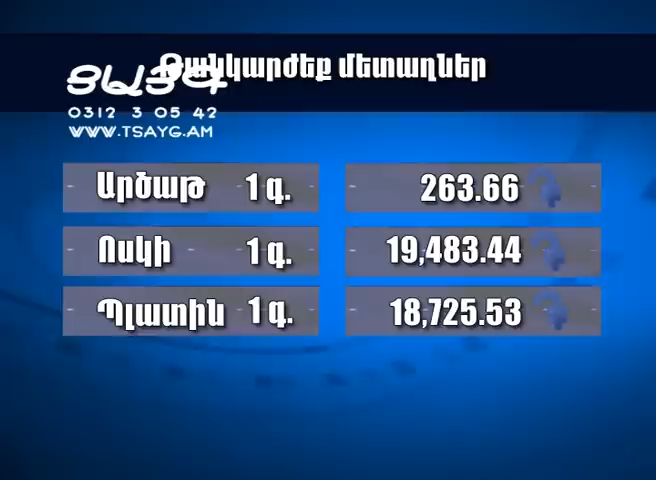 Թանկարժեք մետաղներ
ՑԱՅԳ
0312 3 05 42
WWW.TSAYG.AM
Արծաթ 1 գ. 263.66
Ոսկի 1 գ. 19,483.44
Պլատին 1 գ. 18,725.53